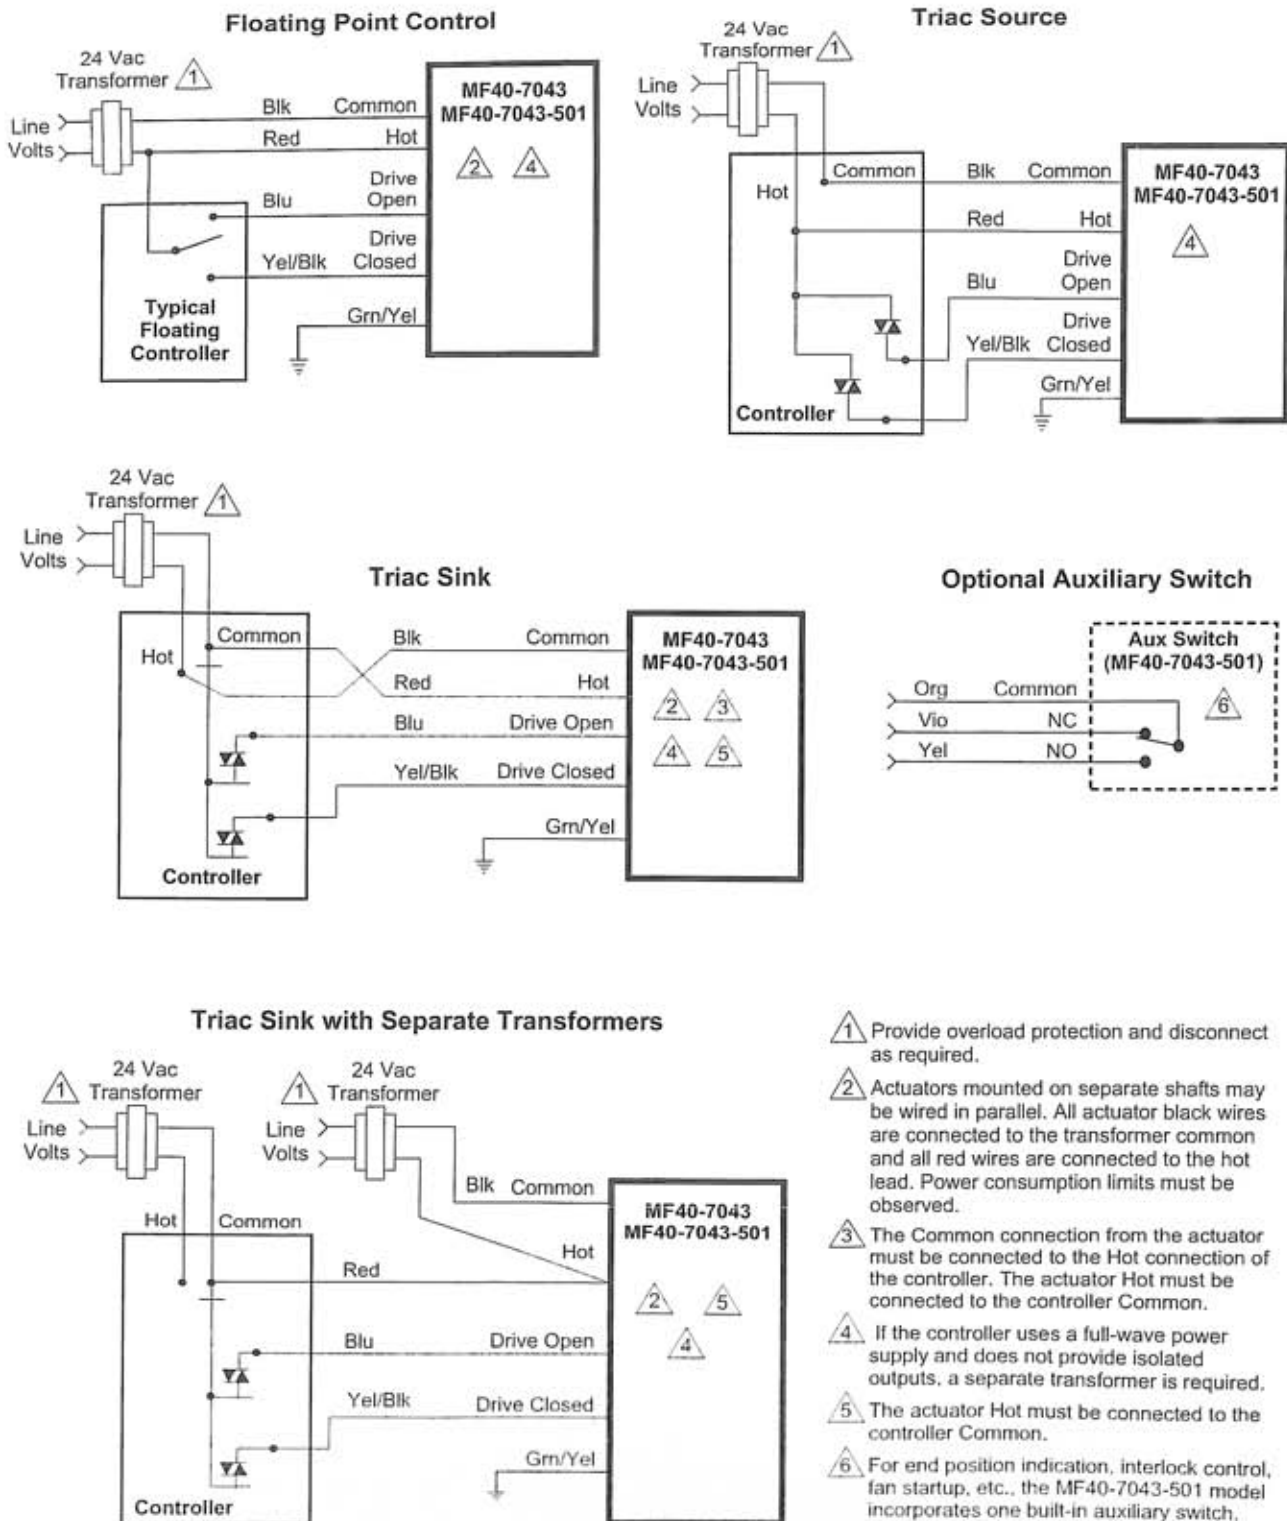 Floating Point Control
24 Vac
Transformer 1
Line
Volts
Blk Common
Red Hot
Drive
Blu Open
Drive
Yel/Blk Closed
Grn/Yel
MF40-7043
MF40-7043-501
2 4
Typical
Floating
Controller
Triac Source
24 Vac
Transformer 1
Line
Volts
Hot
Common
Blk Common
Red Hot
Drive
Blu Open
Drive
Yel/Blk Closed
Grn/Yel
Controller
MF40-7043
MF40-7043-501
4
24 Vac
Transformer 1
Line
Volts
Triac Sink
Common
Hot
Blk Common
Red Hot
Blu Drive Open
Yel/Blk Drive Closed
Grn/Yel
Controller
MF40-7043
MF40-7043-501
2 3
4 5
Optional Auxiliary Switch
Aux Switch
(MF40-7043-501)
6
Org Common
Vio NC
Yel NO
Triac Sink with Separate Transformers
1 24 Vac
Transformer
Line
Volts
1 24 Vac
Transformer
Line
Volts
Hot Common
Blk Common
Hot
Red
Blu Drive Open
Yel/Blk Drive Closed
Grn/Yel
Controller
MF40-7043
MF40-7043-501
2 5
4
1 Provide overload protection and disconnect
as required.
2 Actuators mounted on separate shafts may
be wired in parallel. All actuator black wires
are connected to the transformer common
and all red wires are connected to the hot
lead. Power consumption limits must be
observed.
3 The Common connection from the actuator
must be connected to the Hot connection of
the controller. The actuator Hot must be
connected to the controller Common.
4 If the controller uses a full-wave power
supply and does not provide isolated
outputs, a separate transformer is required.
5 The actuator Hot must be connected to the
controller Common.
6 For end position indication, interlock control,
fan startup, etc., the MF40-7043-501 model
incorporates one built-in auxiliary switch.